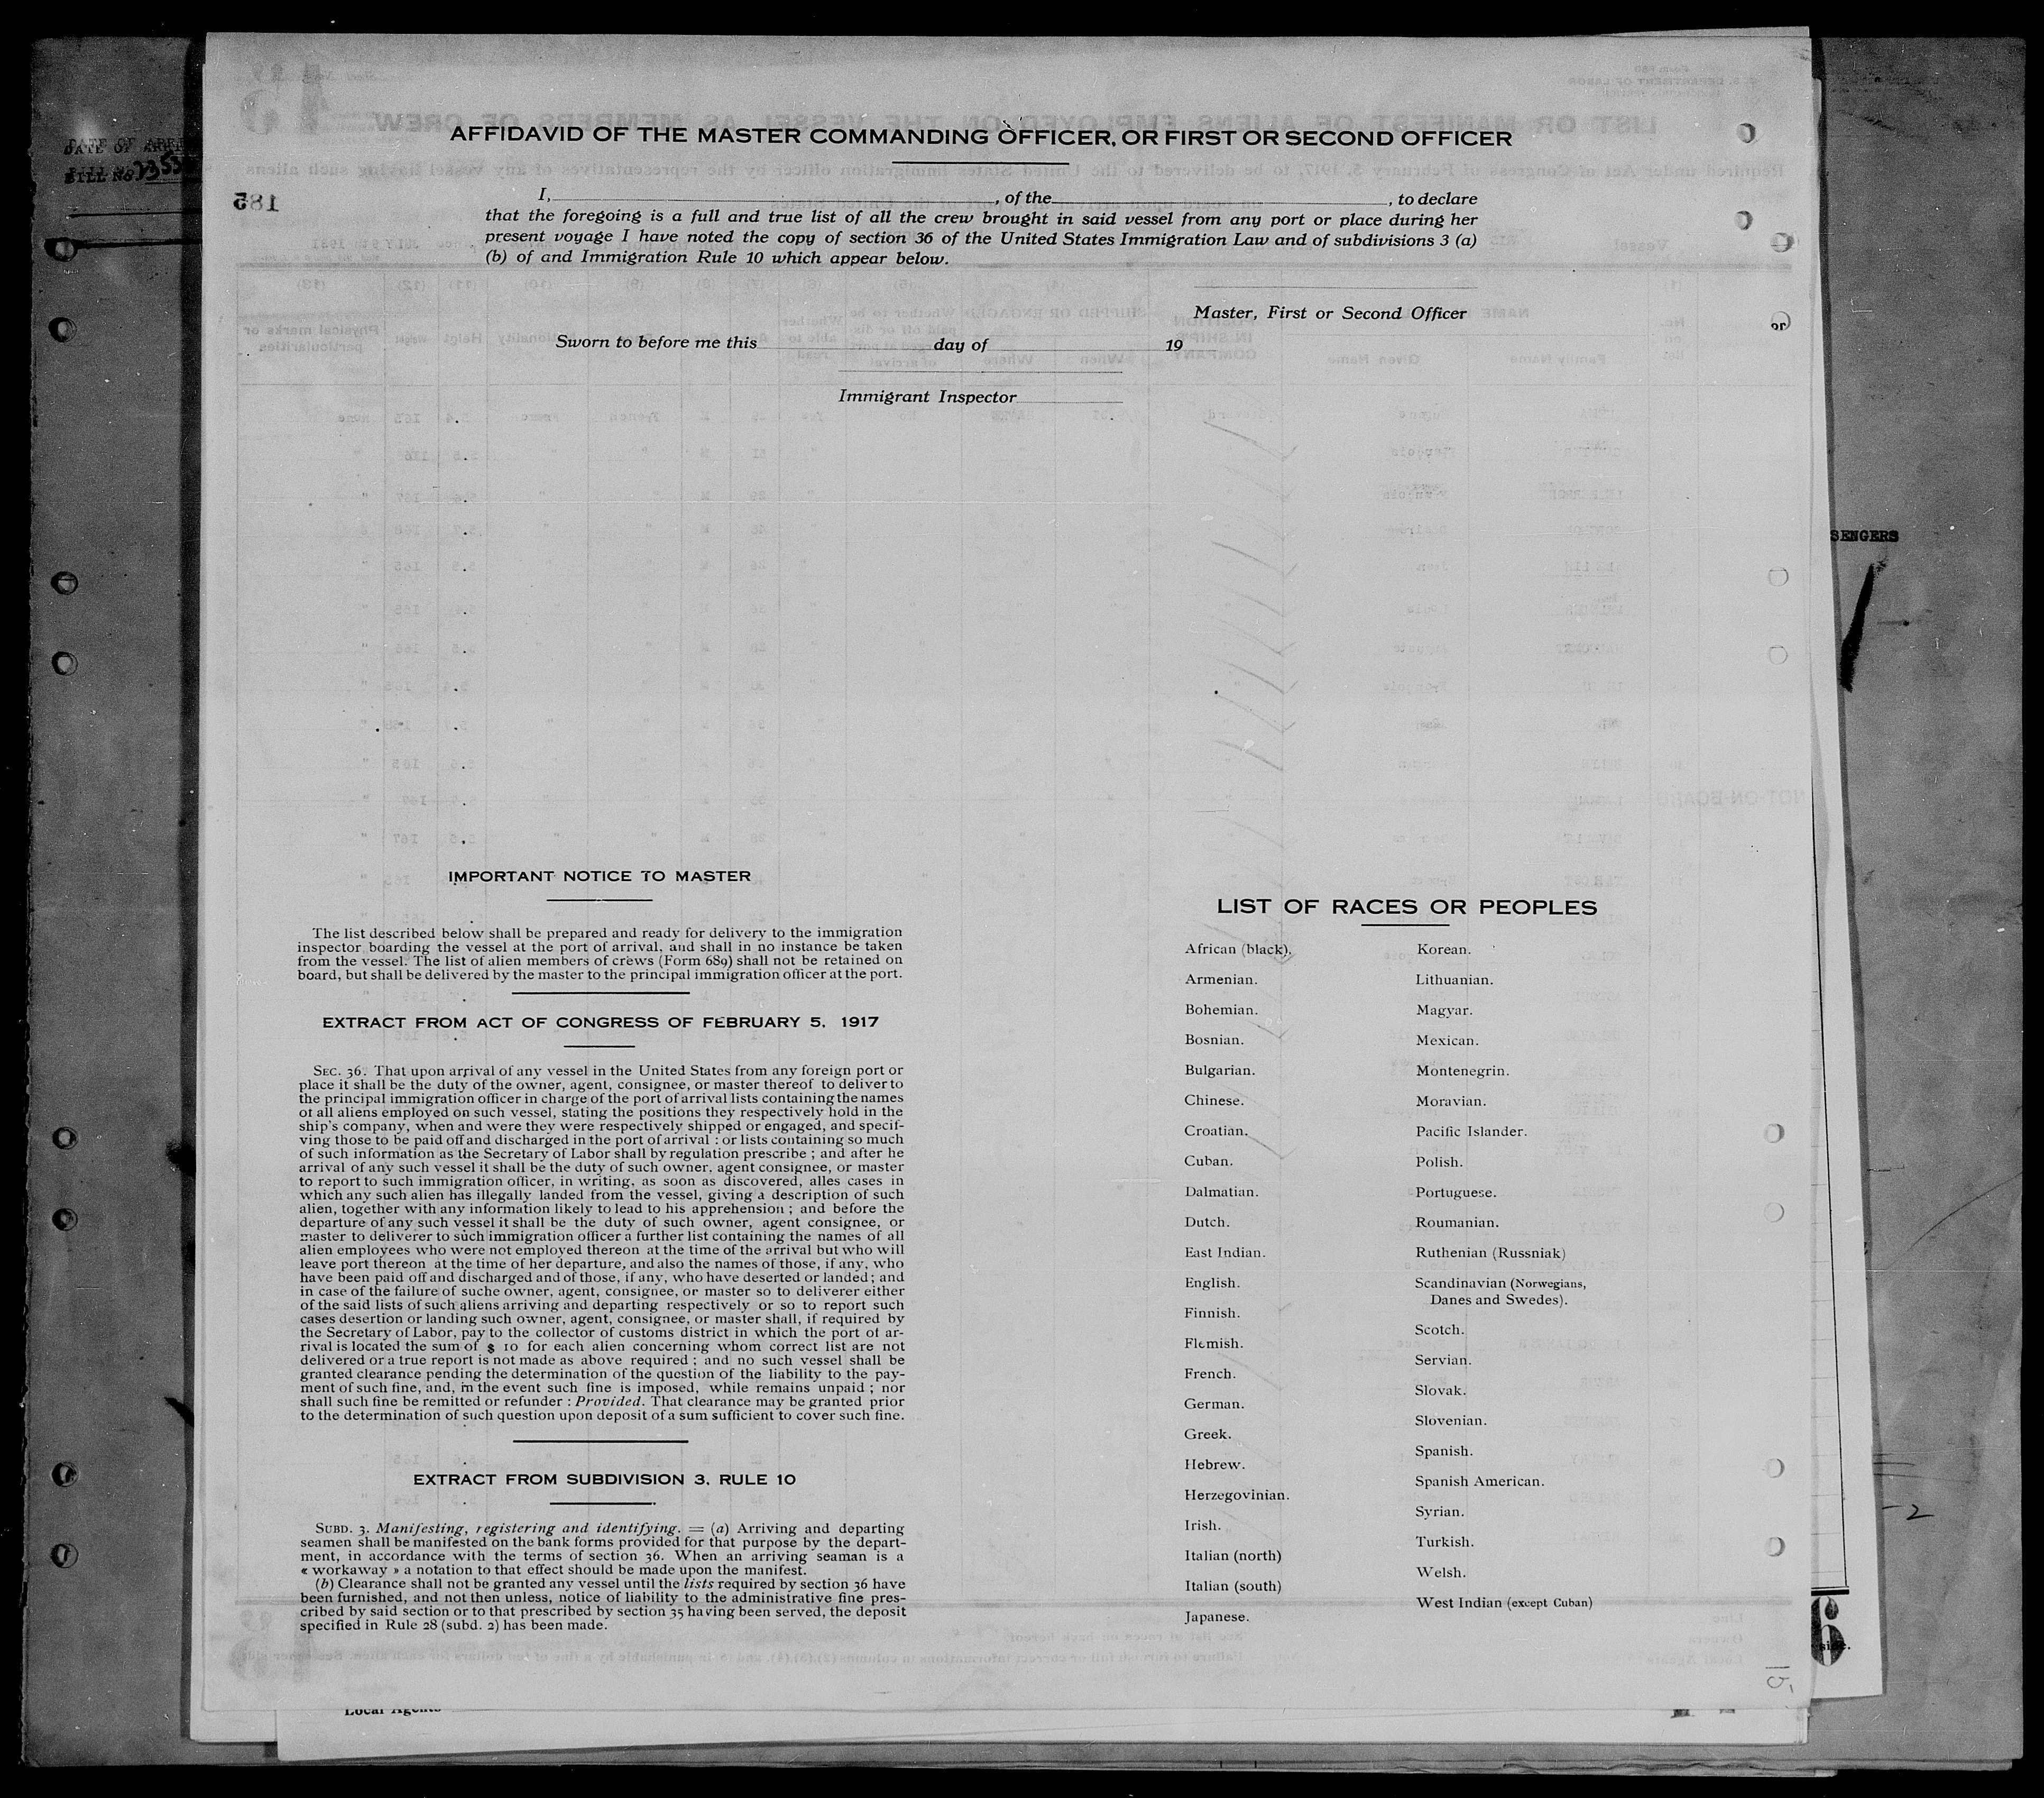 AFFIDAVID OF THE MASTER COMMANDING OFFICER, OR FIRST OR SECOND OFFICER
185
I, , of the , to declare
that the foregoing is a full and true list of all the crew brought in said vessel from any port or place during her
present voyage I have noted the copy of section 36 of the United States Immigration Law and of subdivisions 3 (a)
(b) of and Immigration Rule 10 which appear below.
Master, First or Second Officer
Sworn to before me this day of 19
Immigrant Inspector
IMPORTANT NOTICE TO MASTER
The list described below shall be prepared and ready for delivery to the immigration
inspector boarding the vessel at the port of arrival, and shall in no instance be taken
from the vessel. The list of alien members of crews (Form 689) shall not be retained on
board, but shall be delivered by the master to the principal immigration officer at the port.
EXTRACT FROM ACT OF CONGRESS OF FEBRUARY 5, 1917
SEC. 36. That upon arrival of any vessel in the United States from any foreign port or
place it shall be the duty of the owner, agent, consignee, or master thereof to deliver to
the principal immigration officer in charge of the port of arrival lists containing the names
ot all aliens employed on such vessel, stating the positions they respectively hold in the
ship's company, when and were they were respectively shipped or engaged, and specif-
ving those to be paid off and discharged in the port of arrival : or lists containing so much
of such information as the Secretary of Labor shall by regulation prescribe ; and after he
arrival of any such vessel it shall be the duty of such owner, agent consignee, or master
to report to such immigration officer, in writing, as soon as discovered, alles cases in
which any such alien has illegally landed from the vessel, giving a description of such
alien, together with any information likely to lead to his apprehension ; and before the
departure of any such vessel it shall be the duty of such owner, agent consignee, or
master to deliverer to such immigration officer a further list containing the names of all
alien employees who were not employed thereon at the time of the arrival but who will
leave port thereon at the time of her departure, and also the names of those, if any, who
have been paid off and discharged and of those, if any, who have deserted or landed ; and
in case of the failure of suche owner, agent, consignee, or master so to deliverer either
of the said lists of such aliens arriving and departing respectively or so to report such
cases desertion or landing such owner, agent, consignee, or master shall, if required by
the Secretary of Labor, pay to the collector of customs district in which the port ot ar-
rival is located the sum of $ 10 for each alien concerning whom correct list are not
delivered or a true report is not made as above required ; and no such vessel shall be
granted clearance pending the determination of the question of the liability to the pay-
ment of such fine, and, in the event such fine is imposed, while remains unpaid ; nor
shall such fine be remitted or refunder : Provided. That clearance may be granted prior
to the determination of such question upon deposit of a sum sufficient to cover such fine.
EXTRACT FROM SUBDIVISION 3, RULE 10
SUBD. 3. Manifesting, registering and identifying. = (a) Arriving and departing
seamen shall be manifested on the bank forms provided for that purpose by the depart-
ment, in accordance with the terms of section 36. When an arriving seaman is a
« workaway » a notation to that effect should be made upon the manifest.
(b) Clearance shall not be granted any vessel until the lists required by section 36 have
been furnished, and not then unless, notice of liability to the administrative fine pres-
cribed by said section or to that prescribed by section 35 having been served, the deposit
specified in Rule 28 (subd. 2) has been made.
LIST OF RACES OR PEOPLES
African (black).
Armenian.
Bohemian.
Bosnian.
Bulgarian.
Chinese.
Croatian.
Cuban.
Dalmatian.
Dutch.
East Indian.
English.
Finnish.
Flemish.
French.
German.
Greek.
Hebrew.
Herzegovinian.
Irish.
Italian (north)
Italian (south)
Japanese.
Korean.
Lithuanian.
Magyar.
Mexican.
Montenegrin.
Moravian.
Pacific Islander.
Polish.
Portuguese.
Roumanian.
Ruthenian (Russniak)
Scandinavian (Norwegians,
Danes and Swedes).
Scotch.
Servian.
Slovak.
Slovenian.
Spanish.
Spanish American.
Syrian.
Turkish.
Welsh.
West Indian (except Cuban)
DATE OF
BILL No
or
SENGERS
2
side.
15
Local Agents